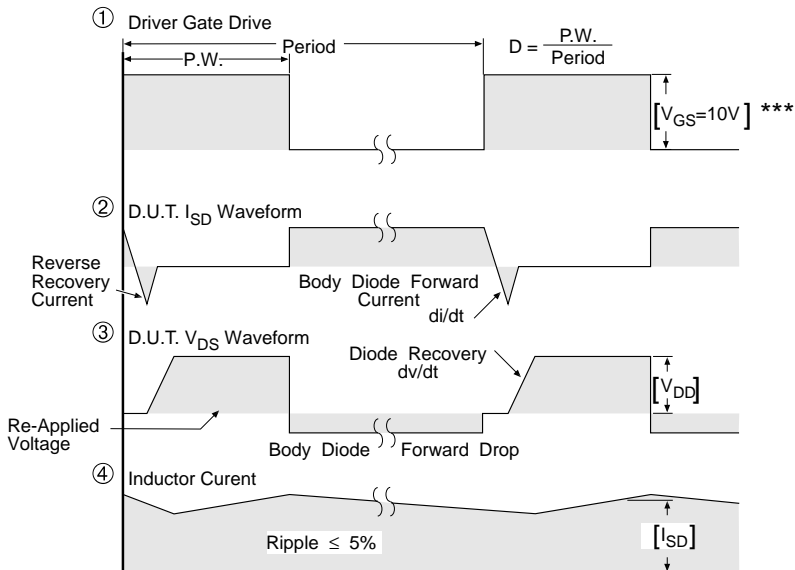 ① Driver Gate Drive
Period
P.W.
D = P.W. / Period
[VGS=10V] ***
② D.U.T. ISD Waveform
Reverse
Recovery
Current
Body Diode Forward
Current
di/dt
③ D.U.T. VDS Waveform
Diode Recovery
dv/dt
[VDD]
Re-Applied
Voltage
Body Diode Forward Drop
④ Inductor Curent
Ripple ≤ 5%
[ISD]